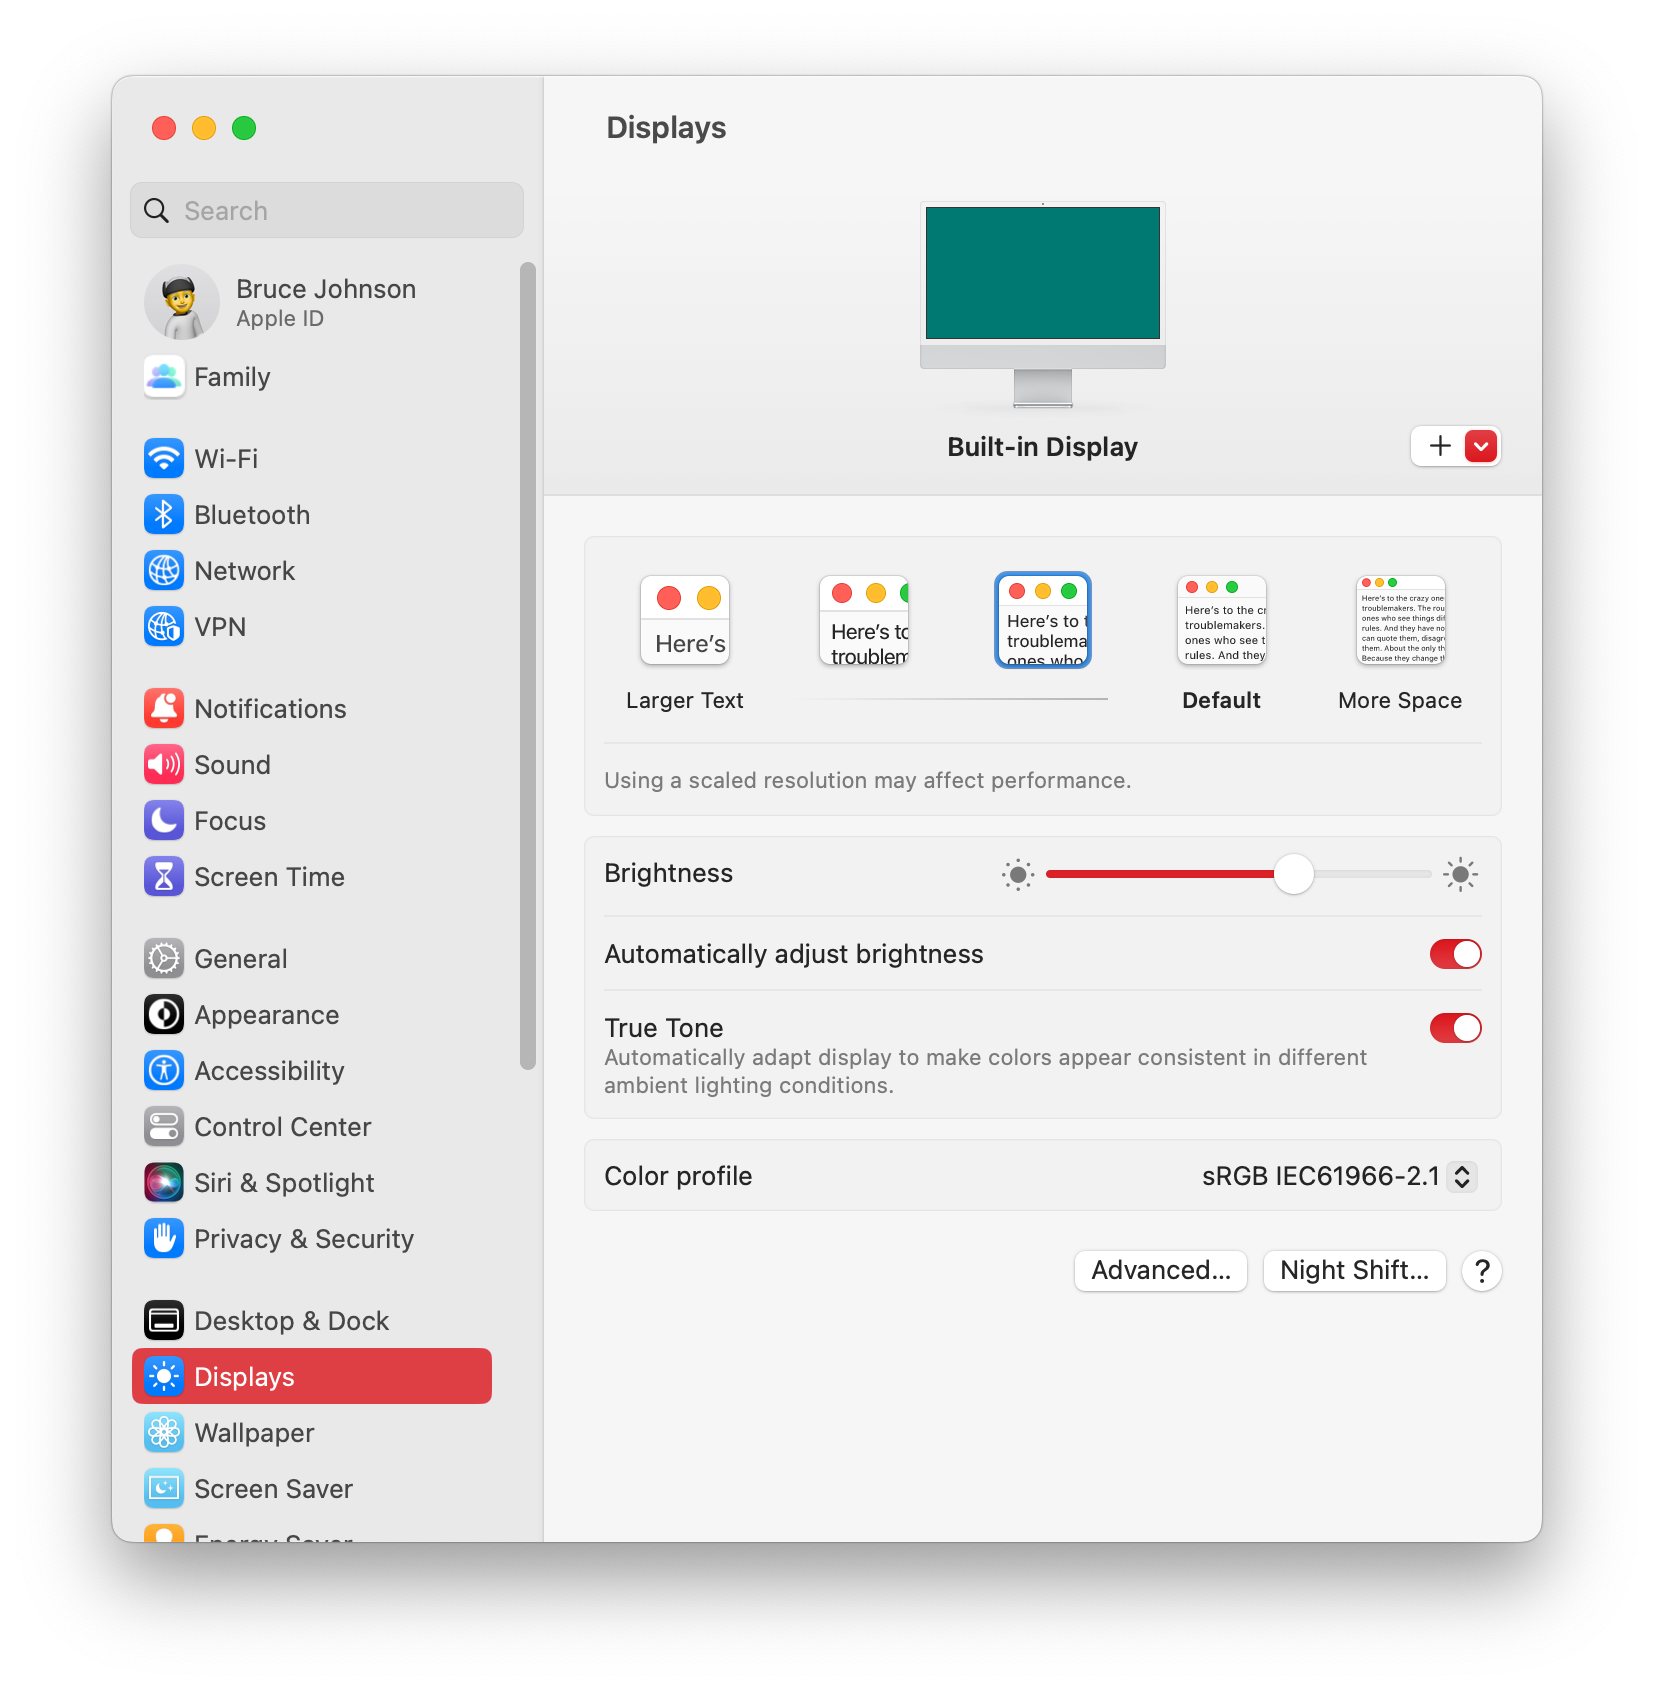 Displays
Search
Bruce Johnson
Apple ID
Family
Wi-Fi
Bluetooth
Network
VPN
Notifications
Sound
Focus
Screen Time
General
Appearance
Accessibility
Control Center
Siri & Spotlight
Privacy & Security
Desktop & Dock
Displays
Wallpaper
Screen Saver
Energy Saver
Built-in Display
Here's
Here's to
troublem
Here's to t
troublema
ones who
Here's to the cr
troublemakers.
ones who see t
rules. And they
Here's to the crazy one
troublemakers. The rou
ones who see things dif
rules. And they have no
can quote them, disagr
them. About the only th
Because they change t
Larger Text
Default
More Space
Using a scaled resolution may affect performance.
Brightness
Automatically adjust brightness
True Tone
Automatically adapt display to make colors appear consistent in different
ambient lighting conditions.
Color profile
sRGB IEC61966-2.1
Advanced...
Night Shift...
?